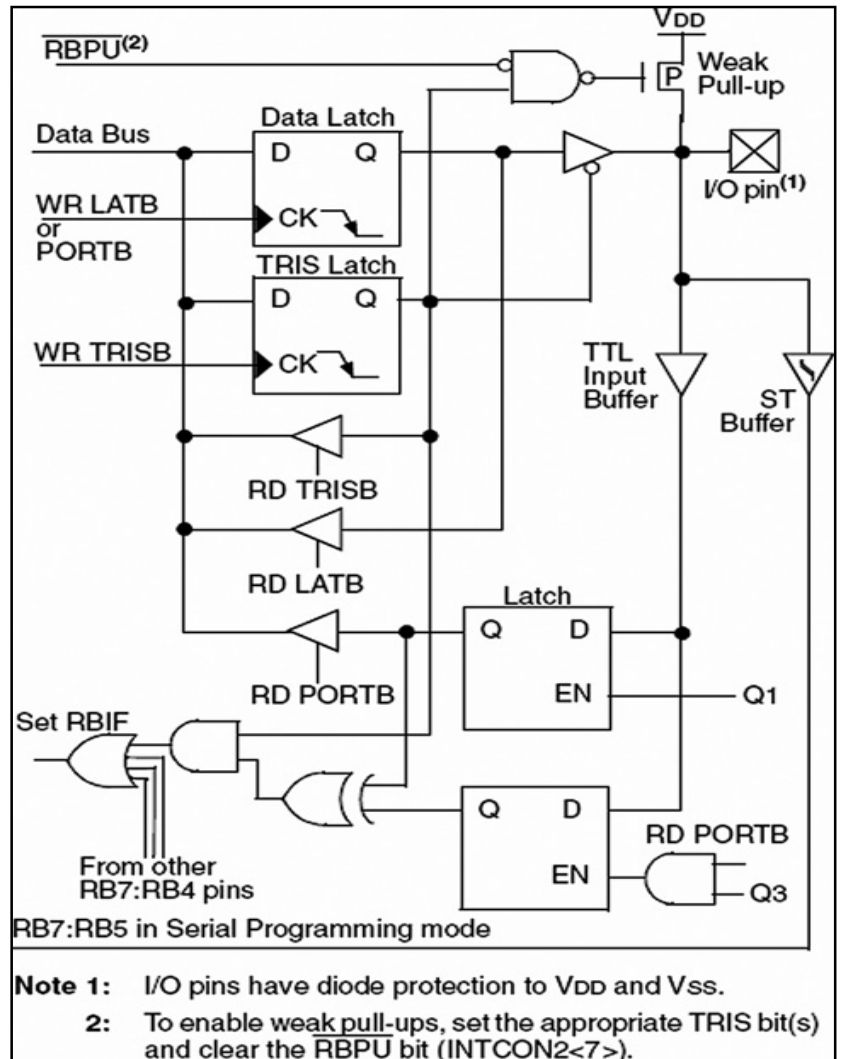 VDD
RBPU(2)
Weak
Pull-up
P
Data Bus
Data Latch
D Q
I/O pin(1)
WR LATB
or
PORTB
CK
TRIS Latch
D Q
WR TRISB
CK
TTL
Input
Buffer
ST
Buffer
RD TRISB
RD LATB
Latch
Q D
EN
Q1
RD PORTB
Set RBIF
Q D
RD PORTB
EN
Q3
From other
RB7:RB4 pins
RB7:RB5 in Serial Programming mode
Note 1: I/O pins have diode protection to VDD and VSS.
2: To enable weak pull-ups, set the appropriate TRIS bit(s)
and clear the RBPU bit (INTCON2<7>).